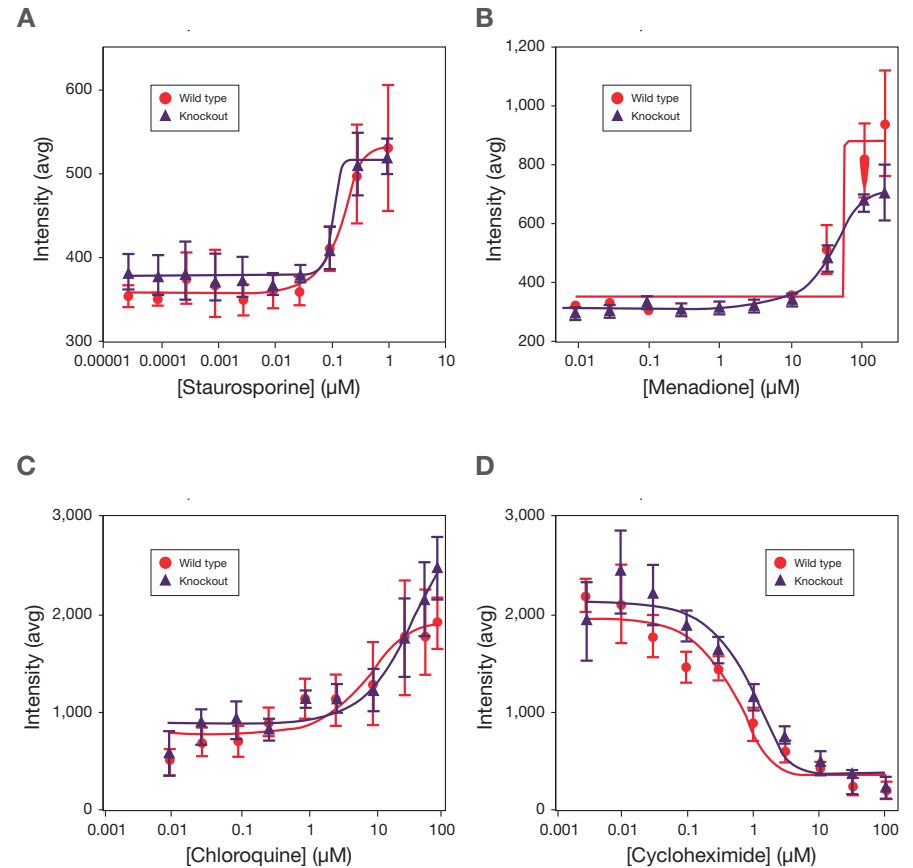 A
600
500
400
300
Intensity (avg)
Wild type
Knockout
0.00001 0.0001 0.001 0.01 0.1 1 10
[Staurosporine] (µM)
B
1,200
1,000
800
600
400
200
Intensity (avg)
Wild type
Knockout
0.01 0.1 1 10 100
[Menadione] (µM)
C
3,000
2,000
1,000
0
Intensity (avg)
Wild type
Knockout
0.001 0.01 0.1 1 10 100
[Chloroquine] (µM)
D
3,000
2,000
1,000
0
Intensity (avg)
Wild type
Knockout
0.001 0.01 0.1 1 10 100
[Cycloheximide] (µM)